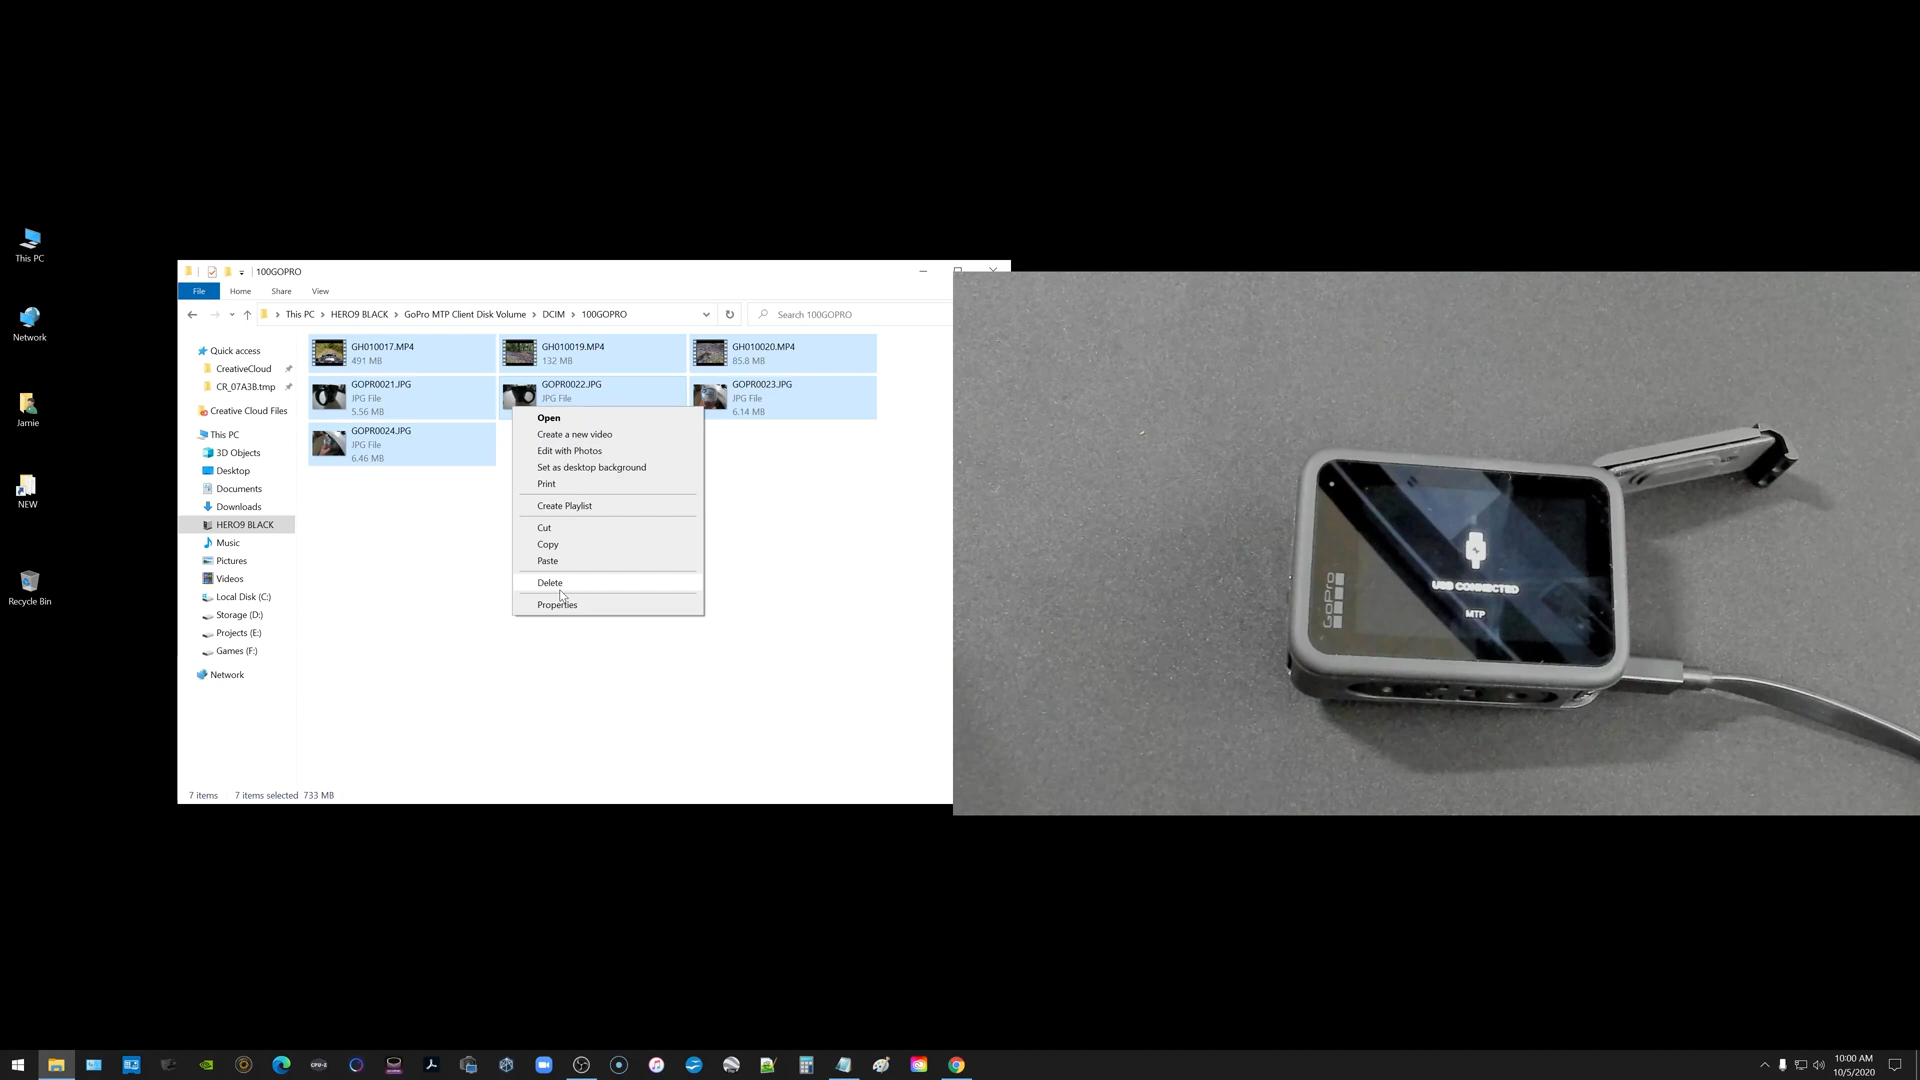 This PC
Network
Jamie
NEW
Recycle Bin
100GOPRO
File Home Share View
This PC > HERO9 BLACK > GoPro MTP Client Disk Volume > DCIM > 100GOPRO
Search 100GOPRO
Quick access
CreativeCloud
CR_07A3B.tmp
Creative Cloud Files
This PC
3D Objects
Desktop
Documents
Downloads
HERO9 BLACK
Music
Pictures
Videos
Local Disk (C:)
Storage (D:)
Projects (E:)
Games (F:)
Network
GH010017.MP4
491 MB
GH010019.MP4
132 MB
GH010020.MP4
85.8 MB
GOPR0021.JPG
JPG File
5.56 MB
GOPR0022.JPG
JPG File
GOPR0023.JPG
6.14 MB
GOPR0024.JPG
JPG File
6.46 MB
Open
Create a new video
Edit with Photos
Set as desktop background
Print
Create Playlist
Cut
Copy
Paste
Delete
Properties
7 items 7 items selected 733 MB
GoPro
USB CONNECTED
MTP
CPU-Z
10:00 AM
10/5/2020